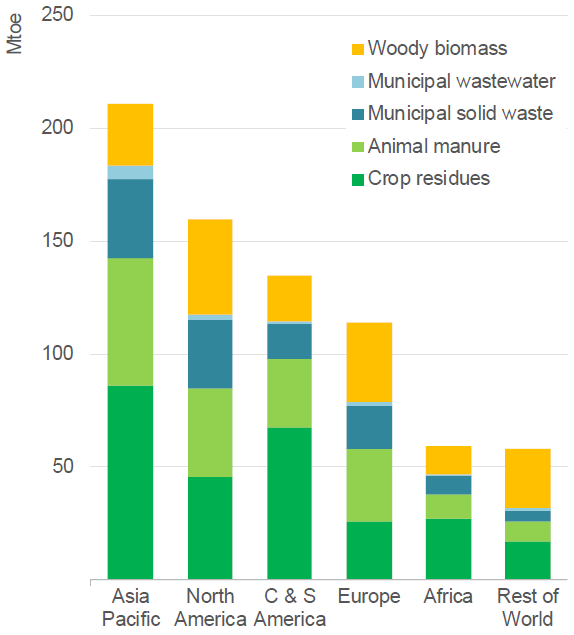 250
Mtoe
Woody biomass
Municipal wastewater
200
Municipal solid waste
Animal manure
Crop residues
150
100
50
Asia
Pacific
North
America
C & S
America
Europe
Africa
Rest of
World